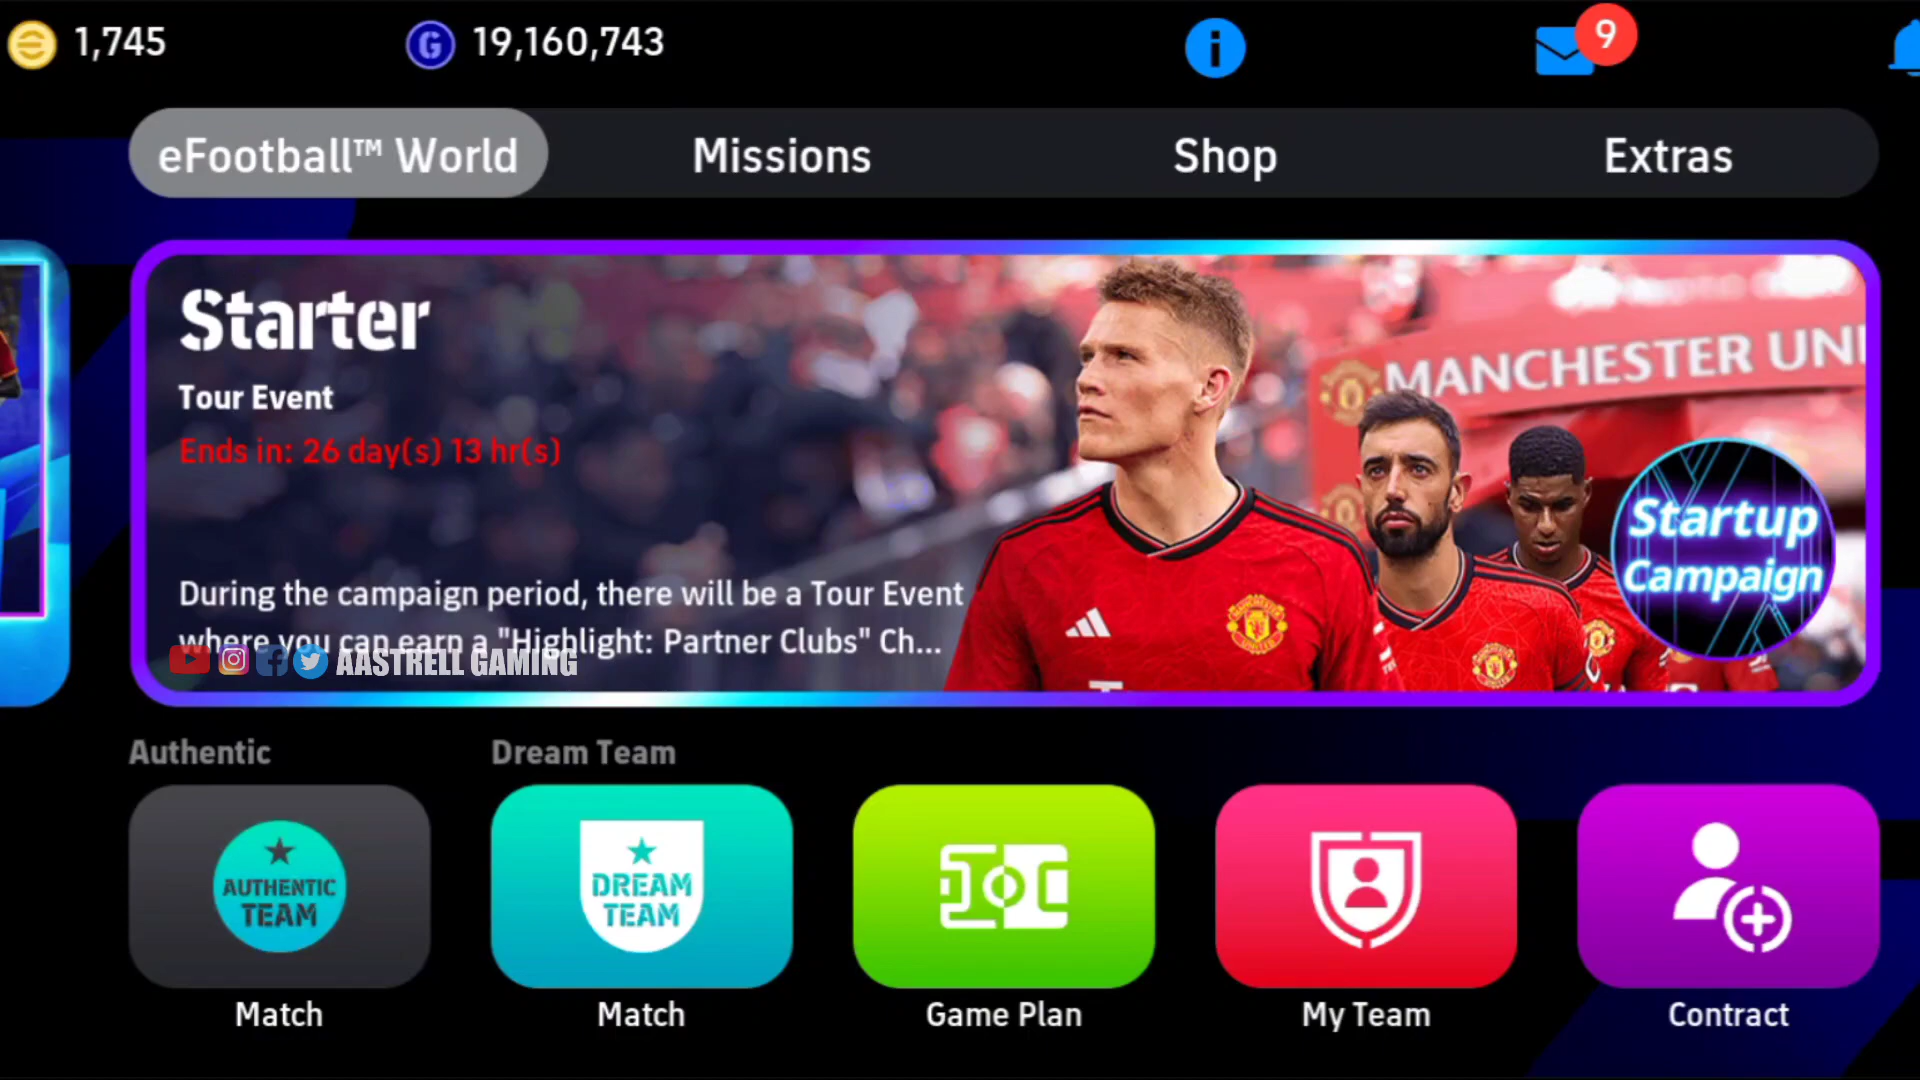 1,745
19,160,743
9
eFootball™ World
Missions
Shop
Extras
Starter
Tour Event
Ends in: 26 day(s) 13 hr(s)
During the campaign period, there will be a Tour Event
where you can earn a "Highlight: Partner Clubs" Ch...
AASTRELL GAMING
MANCHESTER UNI
Startup
Campaign
Authentic
Dream Team
AUTHENTIC
TEAM
DREAM
TEAM
Match
Match
Game Plan
My Team
Contract